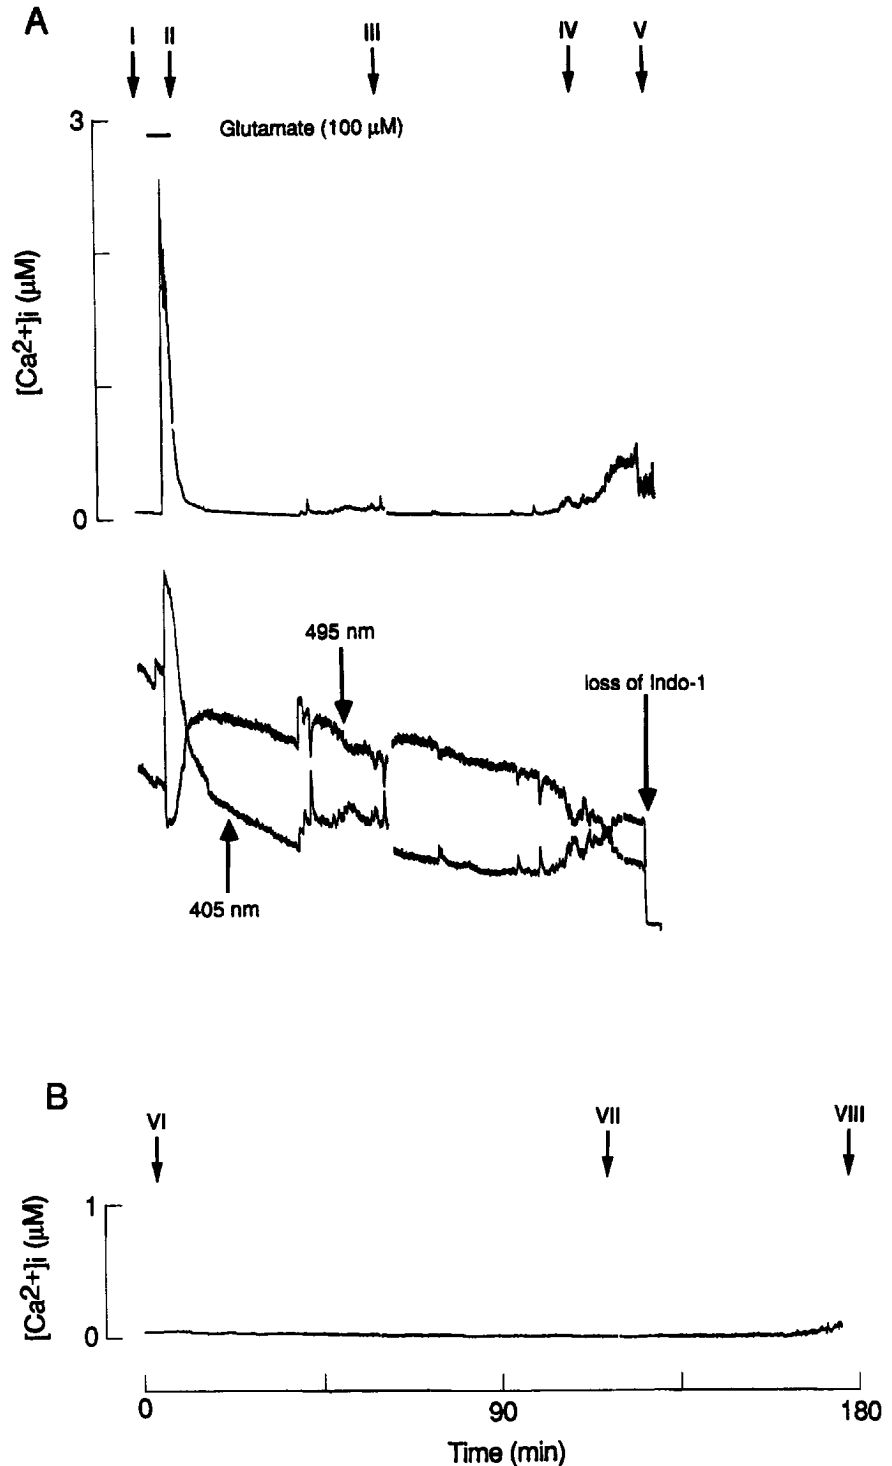 A
I II III IV V
3
Glutamate (100 μM)
[Ca2+]i (μM)
0
495 nm
loss of Indo-1
405 nm
B
VI VII VIII
1
[Ca2+]i (μM)
0
0 90 180
Time (min)